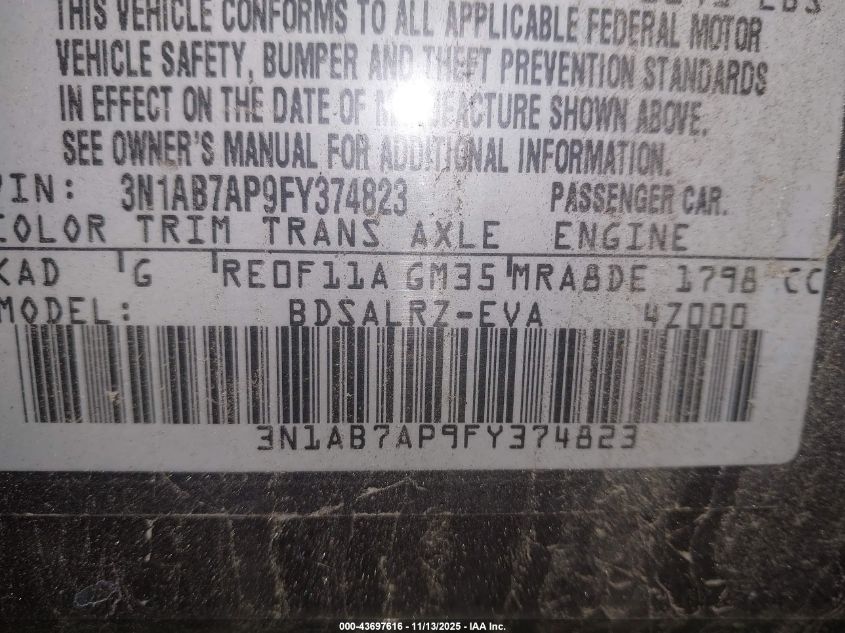 THIS VEHICLE CONFORMS TO ALL APPLICABLE FEDERAL MOTOR
VEHICLE SAFETY, BUMPER AND THEFT PREVENTION STANDARDS
IN EFFECT ON THE DATE OF MANUFACTURE SHOWN ABOVE.
SEE OWNER'S MANUAL FOR ADDITIONAL INFORMATION.
VIN: 3N1AB7AP9FY374823 PASSENGER CAR.
COLOR TRIM TRANS AXLE ENGINE
KAD G RE0F11A GM35 MRA8DE 1798 CC
MODEL: BDSALRZ-EVA 4Z000
3N1AB7AP9FY374823
000-43697616 - 11/13/2025 - IAA Inc.